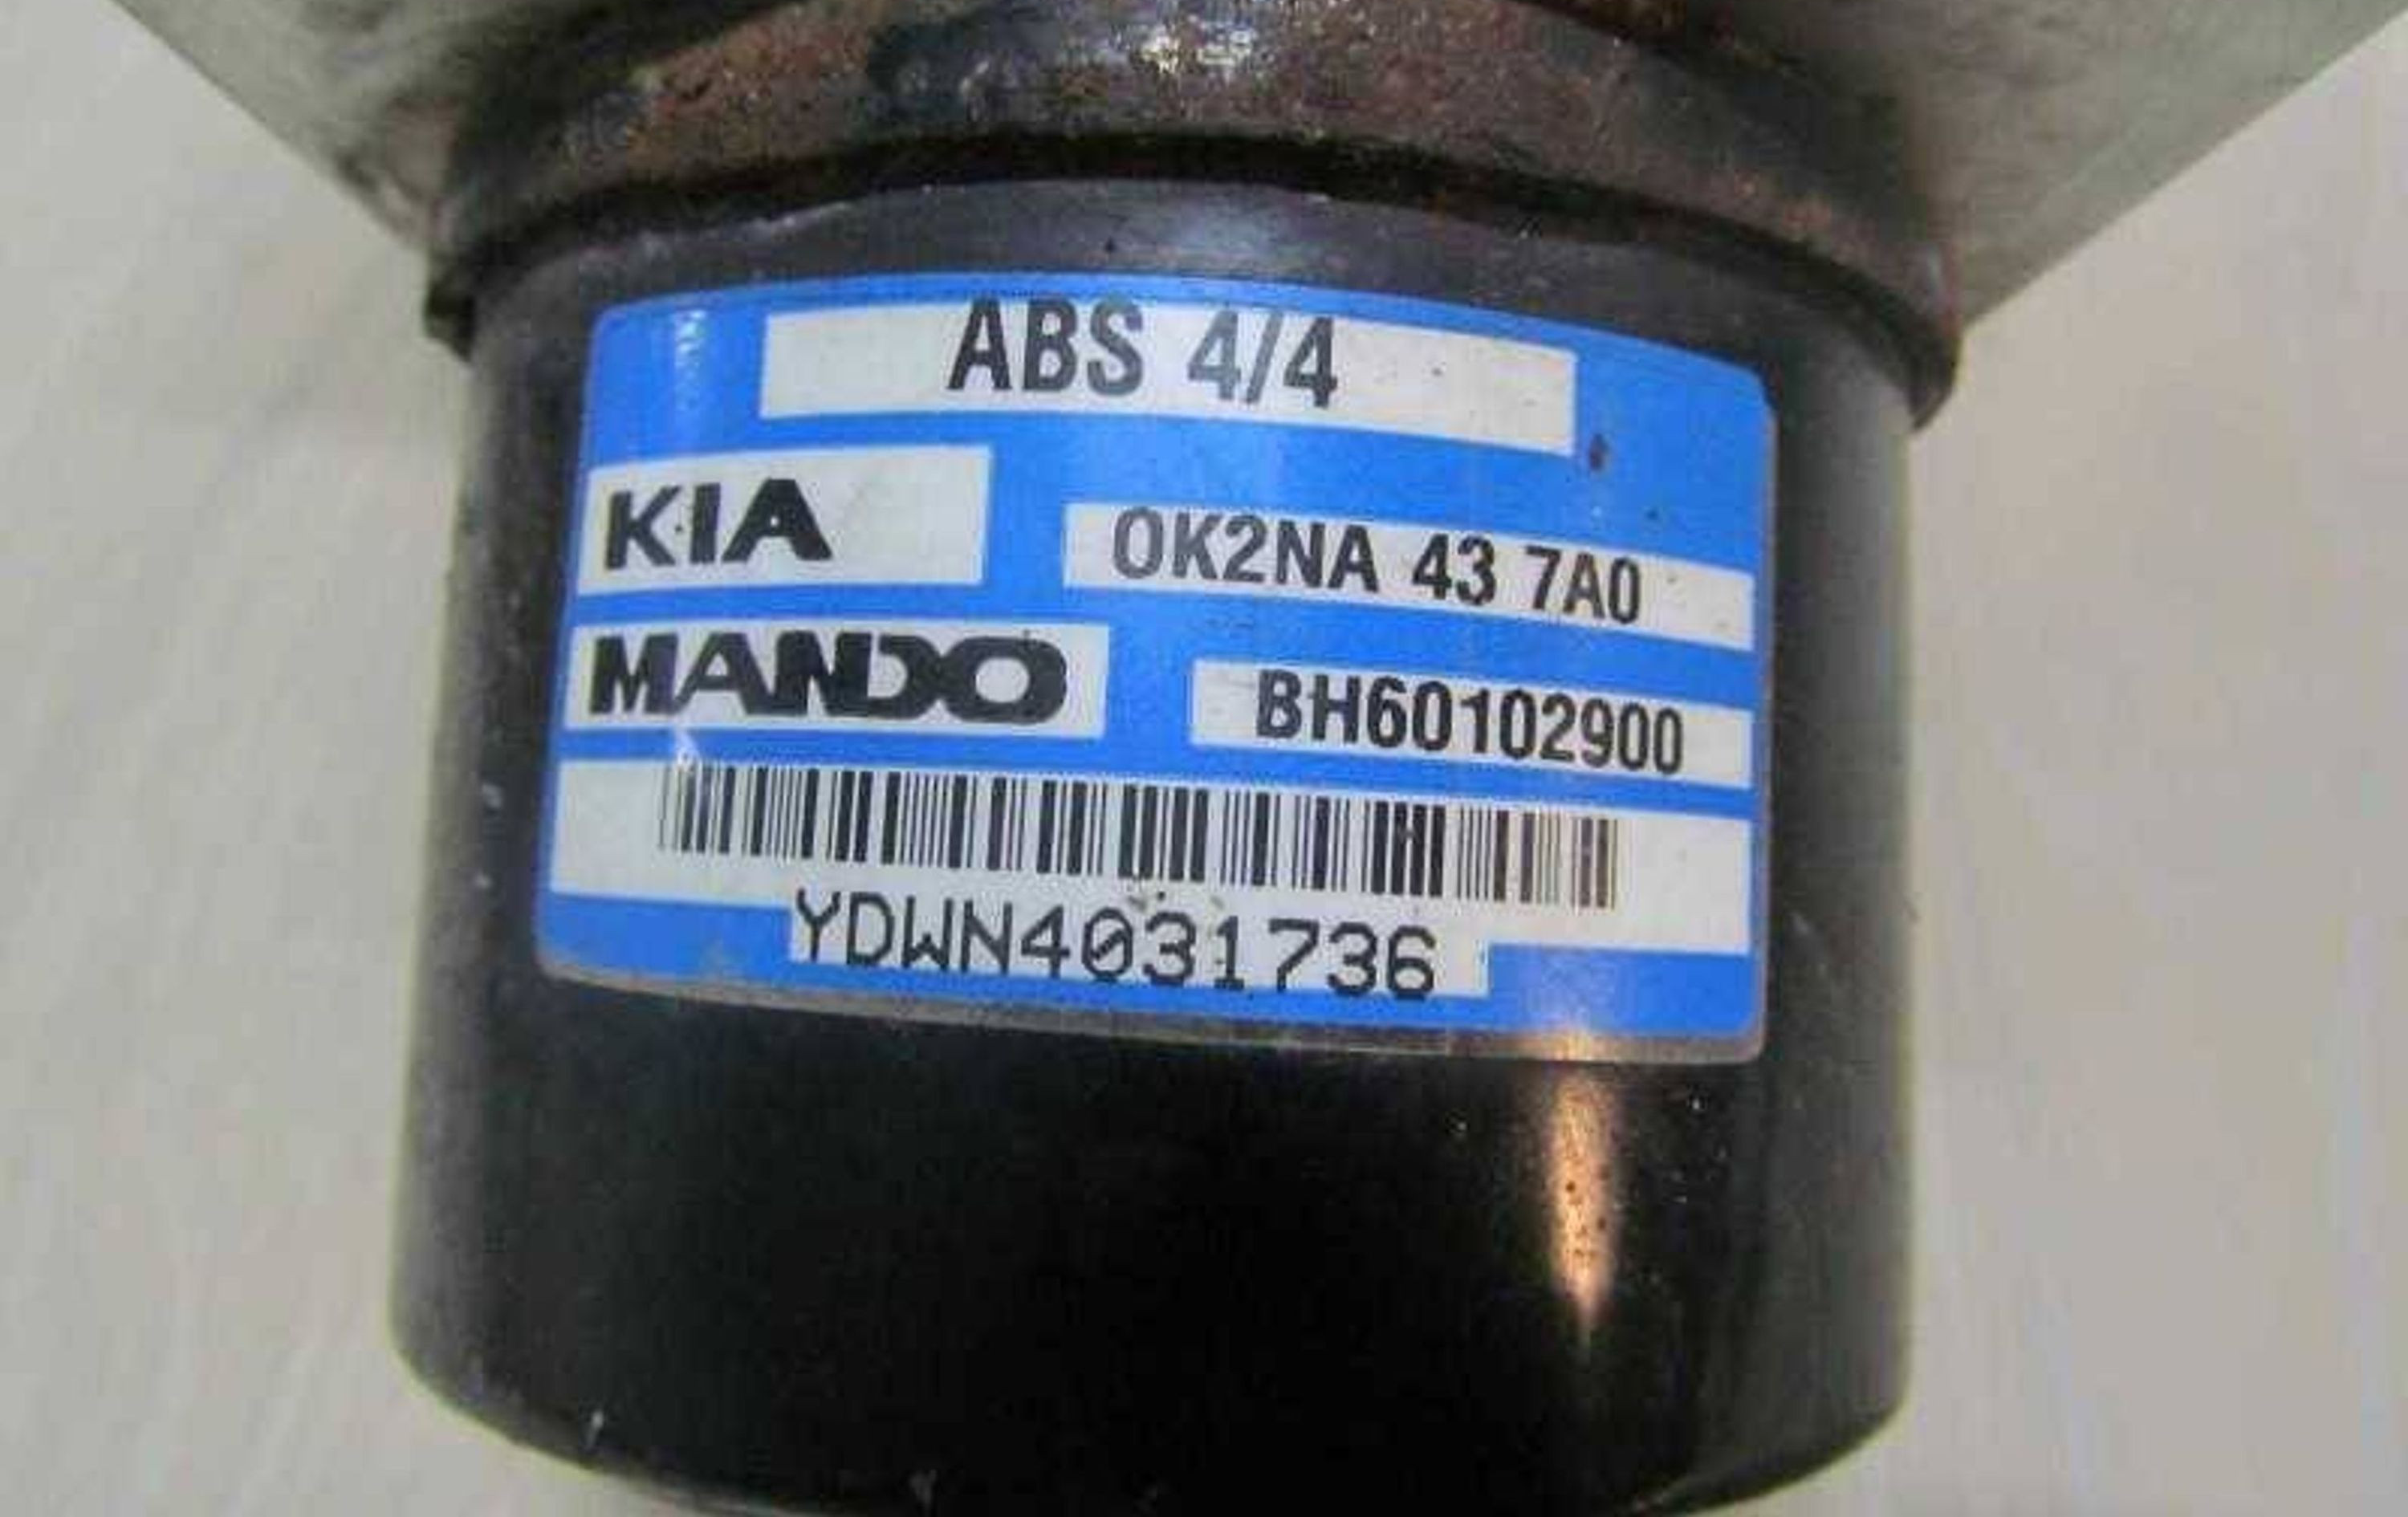 ABS 4/4
KIA
0K2NA 43 7A0
MANDO
BH60102900
YDWN4031736